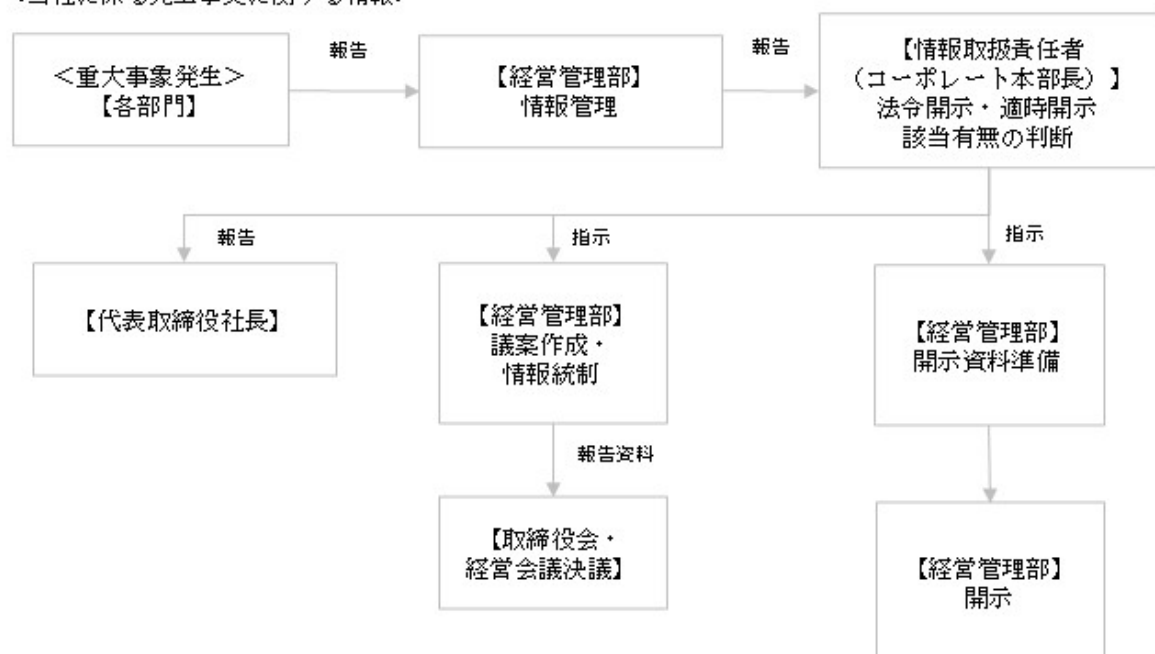 報告
報告
<重大事象発生>
【各部門】
【経営管理部】
情報管理
【情報取扱責任者
(コーポレート本部長)】
法令開示・適時開示
該当有無の判断
報告
指示
指示
【代表取締役社長】
【経営管理部】
議案作成・
情報統制
【経営管理部】
開示資料準備
報告資料
【取締役会・
経営会議決議】
【経営管理部】
開示